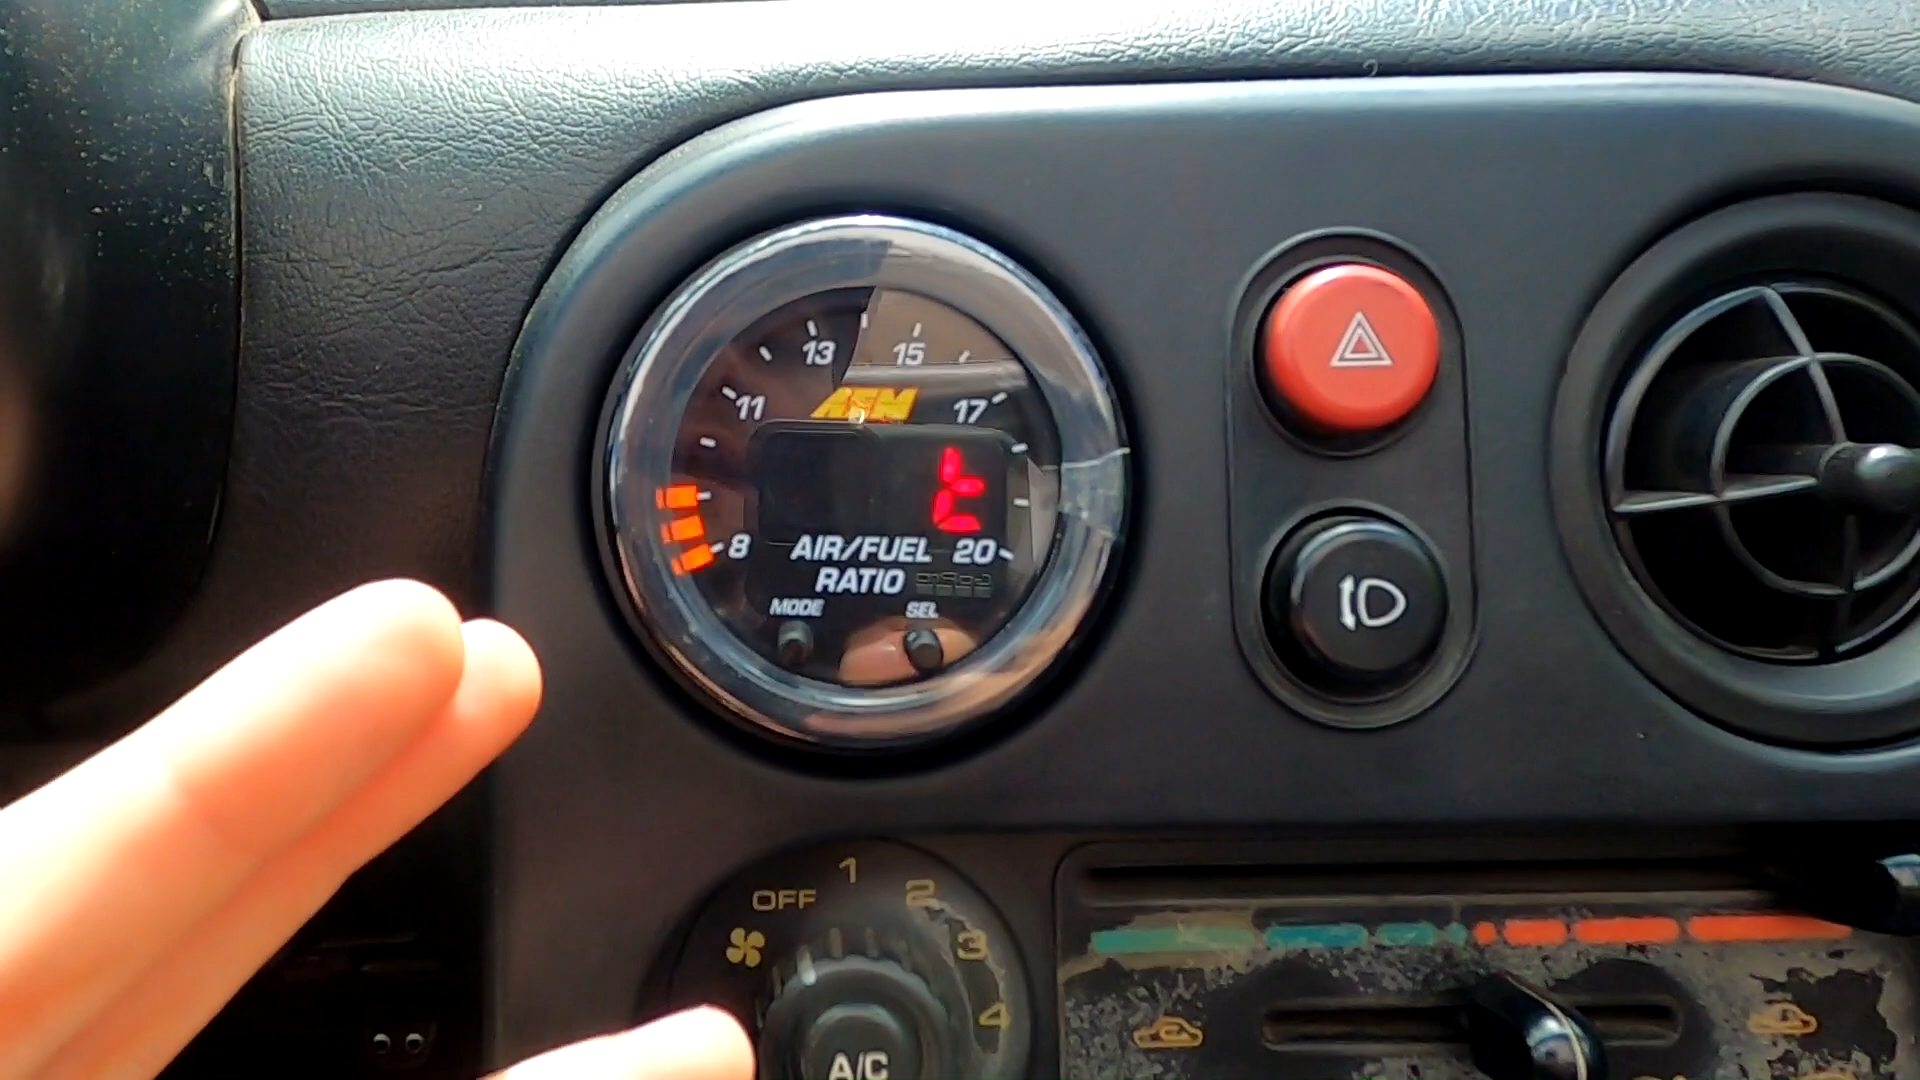 13 15
11 AEM 17
t
8 AIR/FUEL 20
RATIO
MODE SEL
1
OFF 2
3
4
A/C